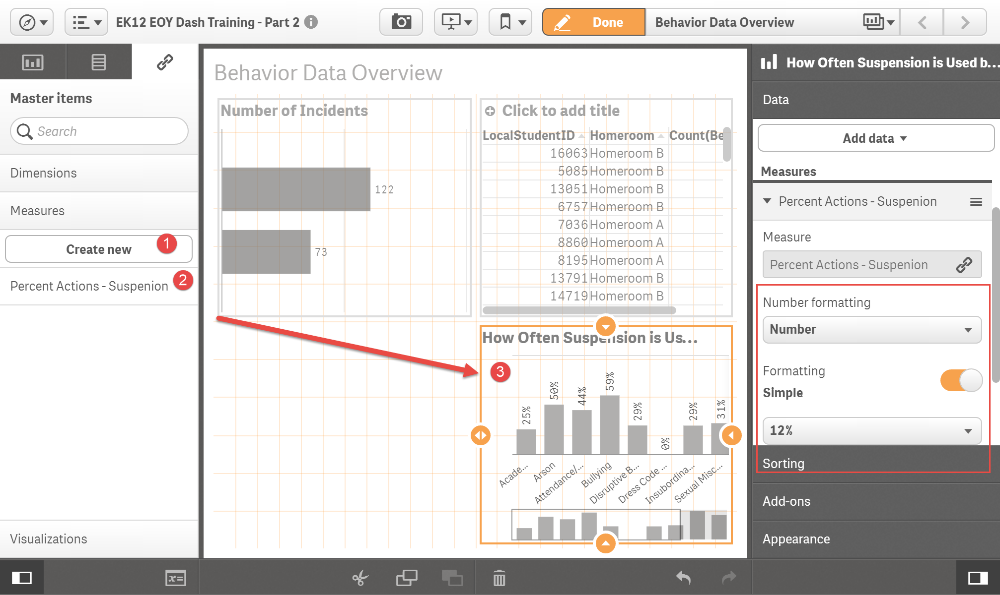 EK12 EOY Dash Training - Part 2
Done
Behavior Data Overview
Master items
Search
Dimensions
Measures
Create new
1
Percent Actions - Suspenion
2
Visualizations
Behavior Data Overview
Number of Incidents
122
73
Click to add title
LocalStudentID Homeroom Count(Be
16063 Homeroom B
5085 Homeroom B
13051 Homeroom B
6757 Homeroom B
7036 Homeroom A
8860 Homeroom A
8195 Homeroom A
13791 Homeroom B
14719 Homeroom B
How Often Suspension is Us...
3
25% 50% 44% 59% 29% 0% 29% 31%
Acade... Arson Attendance/... Bullying Disruptive B... Dress Code ... Insubordina... Sexual Misc...
How Often Suspension is Used b...
Data
Add data
Measures
Percent Actions - Suspenion
Measure
Percent Actions - Suspenion
Number formatting
Number
Formatting
Simple
12%
Sorting
Add-ons
Appearance
x=